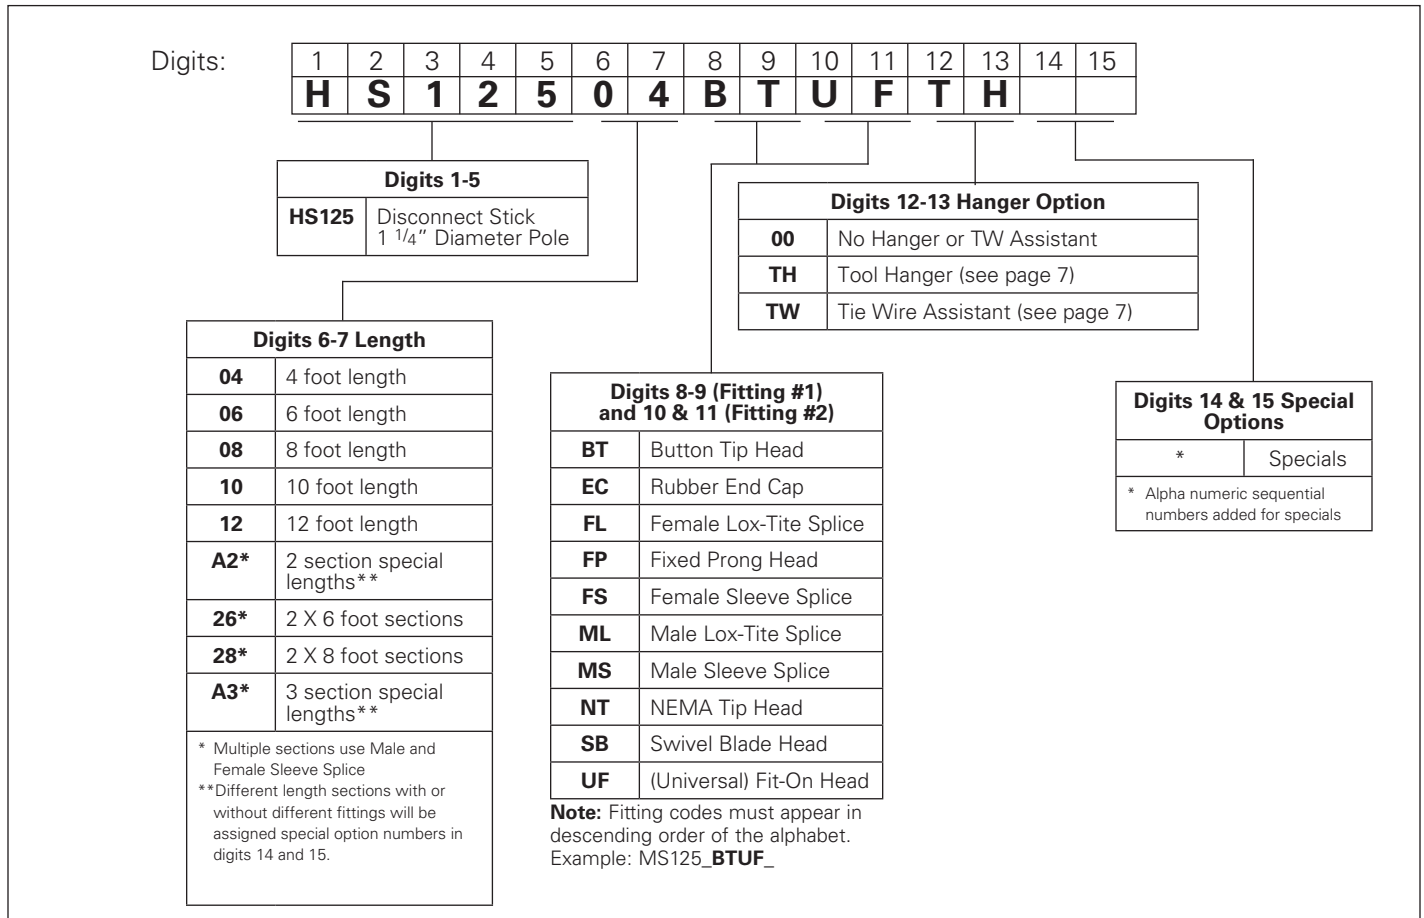 Digits: 1 2 3 4 5 6 7 8 9 10 11 12 13 14 15
H S 1 2 5 0 4 B T U F T H
Digits 1-5
HS125 Disconnect Stick
1 1/4" Diameter Pole
Digits 12-13 Hanger Option
00 No Hanger or TW Assistant
TH Tool Hanger (see page 7)
TW Tie Wire Assistant (see page 7)
Digits 6-7 Length
04 4 foot length
06 6 foot length
08 8 foot length
10 10 foot length
12 12 foot length
A2* 2 section special
lengths**
26* 2 X 6 foot sections
28* 2 X 8 foot sections
A3* 3 section special
lengths**
* Multiple sections use Male and
Female Sleeve Splice
**Different length sections with or
without different fittings will be
assigned special option numbers in
digits 14 and 15.
Digits 8-9 (Fitting #1)
and 10 & 11 (Fitting #2)
BT Button Tip Head
EC Rubber End Cap
FL Female Lox-Tite Splice
FP Fixed Prong Head
FS Female Sleeve Splice
ML Male Lox-Tite Splice
MS Male Sleeve Splice
NT NEMA Tip Head
SB Swivel Blade Head
UF (Universal) Fit-On Head
Note: Fitting codes must appear in
descending order of the alphabet.
Example: MS125_BTUF_
Digits 14 & 15 Special
Options
* Specials
* Alpha numeric sequential
numbers added for specials